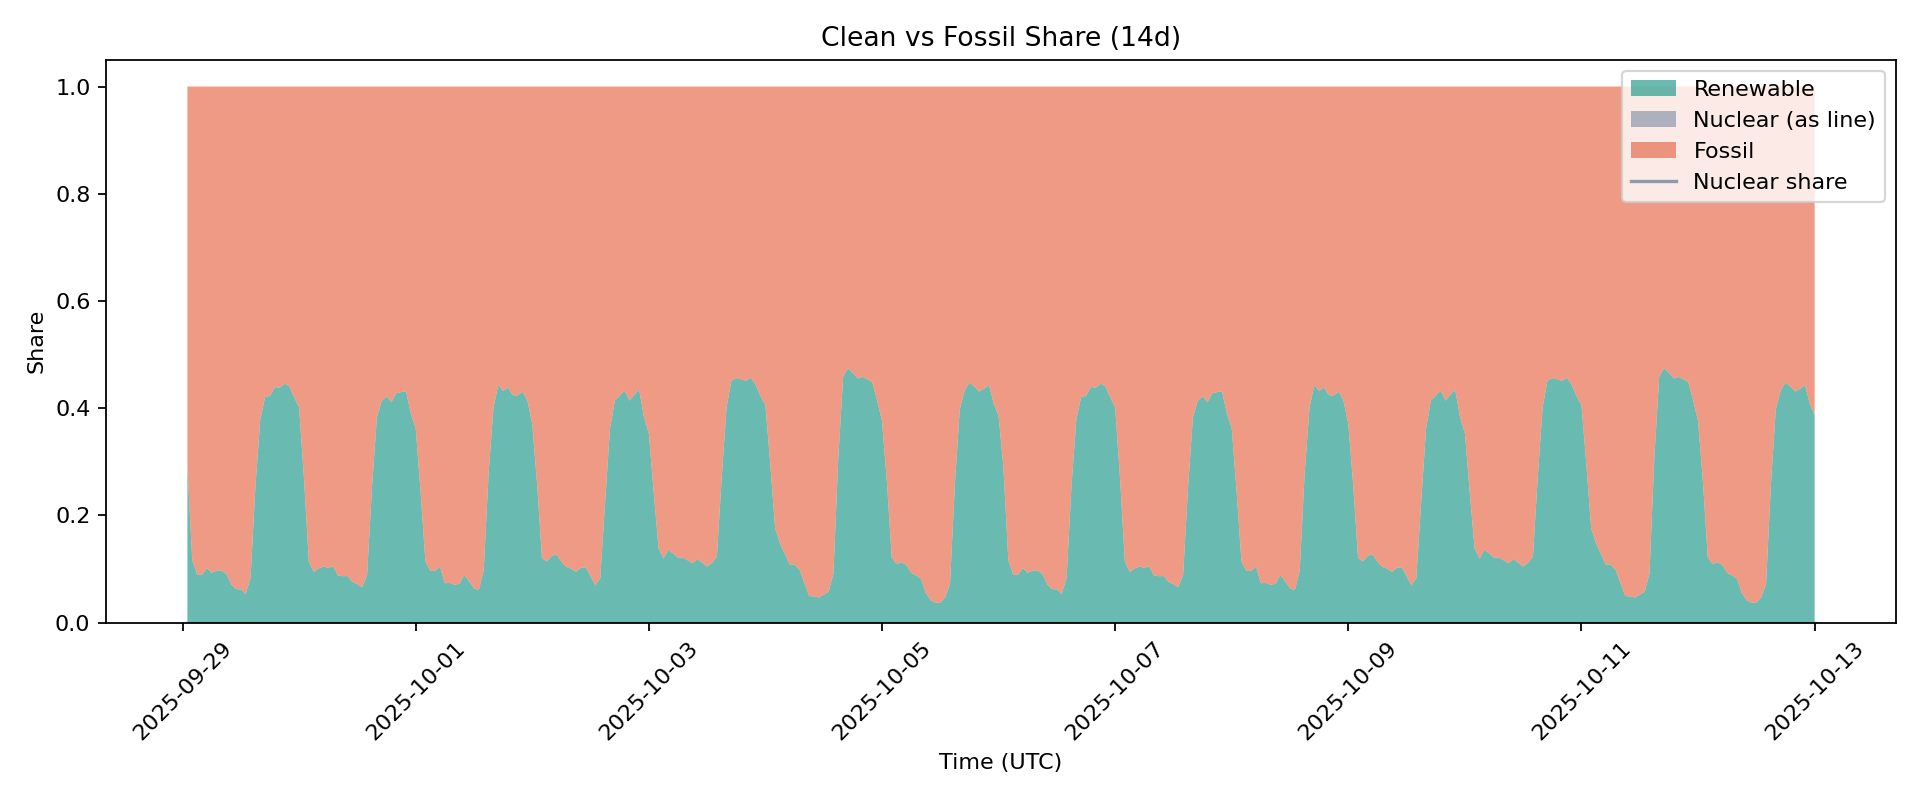 Clean vs Fossil Share (14d)
Renewable
Nuclear (as line)
Fossil
Nuclear share
Share
1.0
0.8
0.6
0.4
0.2
0.0
2025-09-29
2025-10-01
2025-10-03
2025-10-05
2025-10-07
2025-10-09
2025-10-11
2025-10-13
Time (UTC)